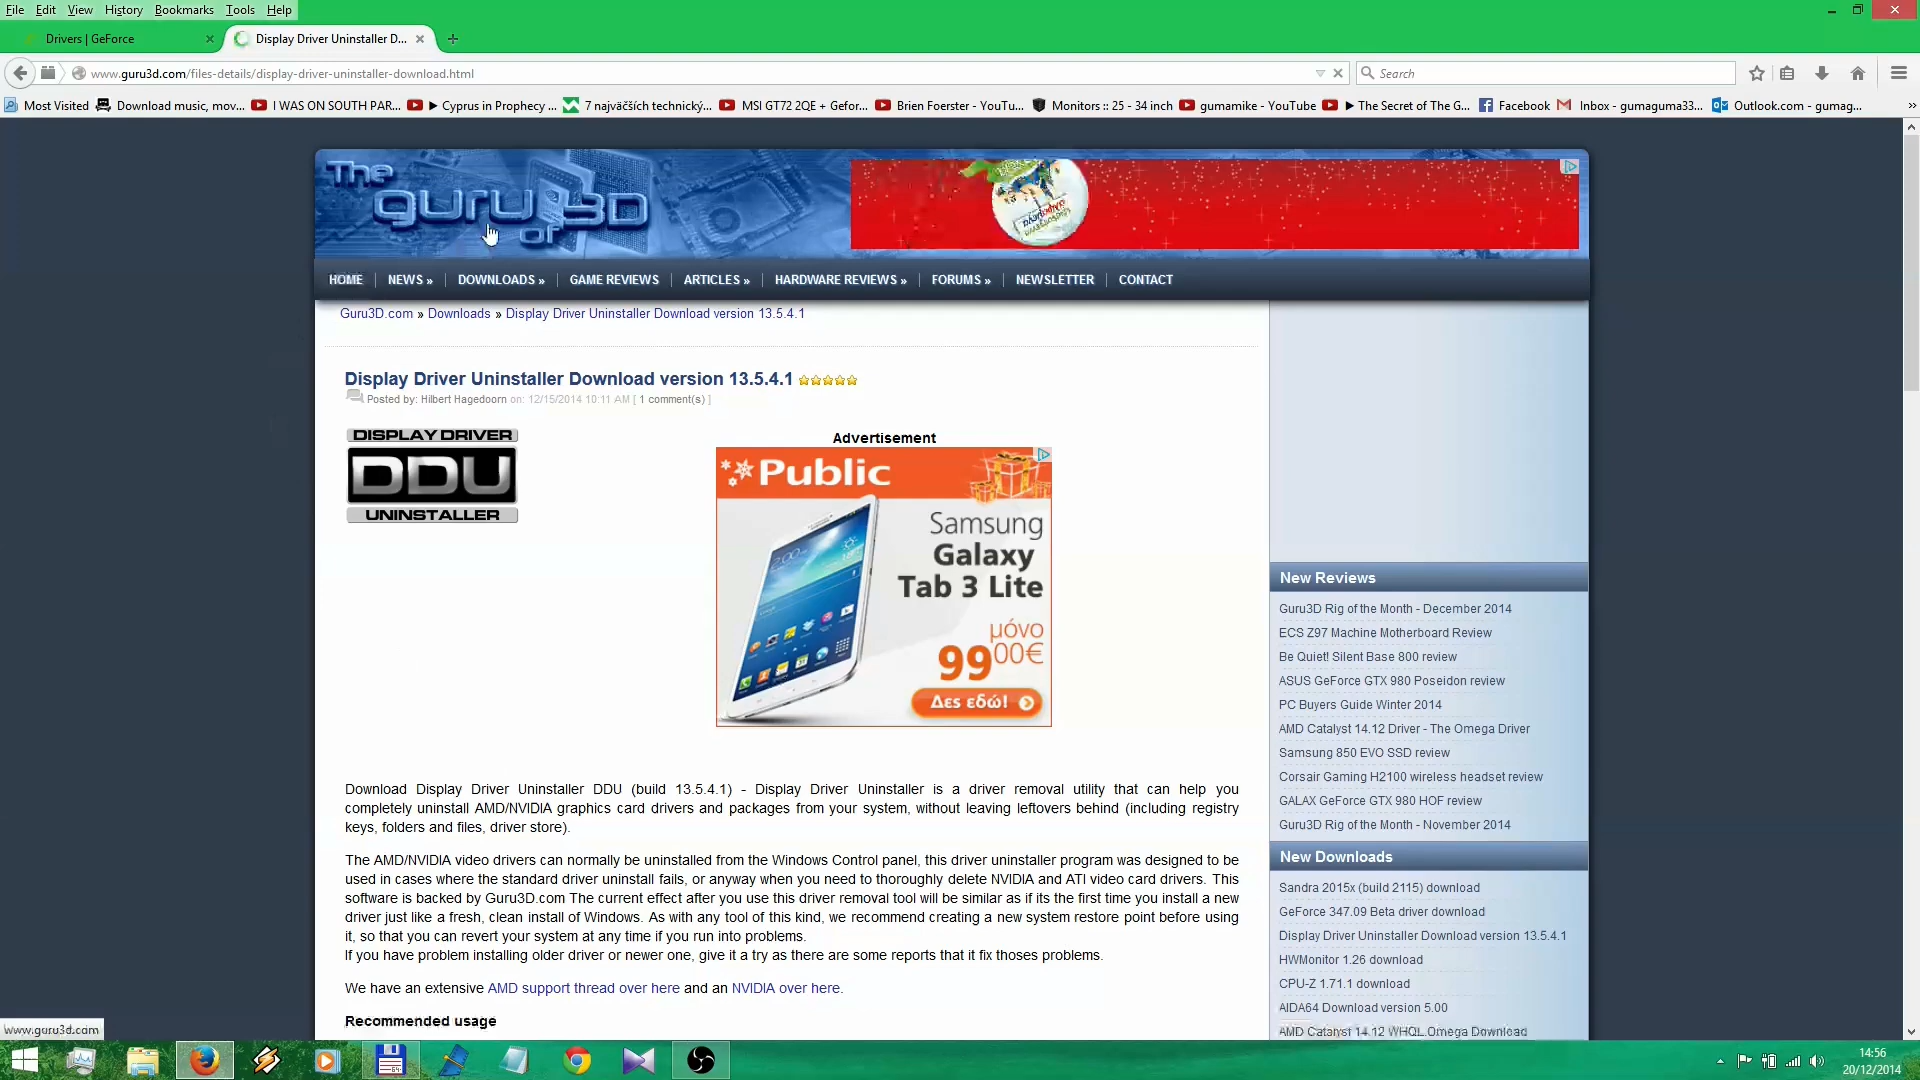 File Edit View History Bookmarks Tools Help
Drivers | GeForce
Display Driver Uninstaller D...
www.guru3d.com/files-details/display-driver-uninstaller-download.html
Search
Most Visited Download music, mov... I WAS ON SOUTH PAR... ► Cyprus in Prophecy ... 7 najväčších technický... MSI GT72 2QE + Gefor... Brien Foerster - YouTu... Monitors :: 25 - 34 inch gumamike - YouTube ► The Secret of The G... Facebook Inbox - gumaguma33... Outlook.com - gumag... »
The
guru 3D
of
HOME NEWS » DOWNLOADS » GAME REVIEWS ARTICLES » HARDWARE REVIEWS » FORUMS » NEWSLETTER CONTACT
Guru3D.com » Downloads » Display Driver Uninstaller Download version 13.5.4.1
Display Driver Uninstaller Download version 13.5.4.1
Posted by: Hilbert Hagedoorn on: 12/15/2014 10:11 AM [ 1 comment(s) ]
DISPLAY DRIVER
DDU
UNINSTALLER
Advertisement
Public
Samsung
Galaxy
Tab 3 Lite
μόνο
99,00€
Δες εδώ!
Download Display Driver Uninstaller DDU (build 13.5.4.1) - Display Driver Uninstaller is a driver removal utility that can help you
completely uninstall AMD/NVIDIA graphics card drivers and packages from your system, without leaving leftovers behind (including registry
keys, folders and files, driver store).
The AMD/NVIDIA video drivers can normally be uninstalled from the Windows Control panel, this driver uninstaller program was designed to be
used in cases where the standard driver uninstall fails, or anyway when you need to thoroughly delete NVIDIA and ATI video card drivers. This
software is backed by Guru3D.com The current effect after you use this driver removal tool will be similar as if its the first time you install a new
driver just like a fresh, clean install of Windows. As with any tool of this kind, we recommend creating a new system restore point before using
it, so that you can revert your system at any time if you run into problems.
If you have problem installing older driver or newer one, give it a try as there are some reports that it fix thoses problems.
We have an extensive AMD support thread over here and an NVIDIA over here.
Recommended usage
New Reviews
Guru3D Rig of the Month - December 2014
ECS Z97 Machine Motherboard Review
Be Quiet! Silent Base 800 review
ASUS GeForce GTX 980 Poseidon review
PC Buyers Guide Winter 2014
AMD Catalyst 14.12 Driver - The Omega Driver
Samsung 850 EVO SSD review
Corsair Gaming H2100 wireless headset review
GALAX GeForce GTX 980 HOF review
Guru3D Rig of the Month - November 2014
New Downloads
Sandra 2015x (build 2115) download
GeForce 347.09 Beta driver download
Display Driver Uninstaller Download version 13.5.4.1
HWMonitor 1.26 download
CPU-Z 1.71.1 download
AIDA64 Download version 5.00
AMD Catalyst 14.12 WHQL Omega Download
www.guru3d.com
14:56
20/12/2014